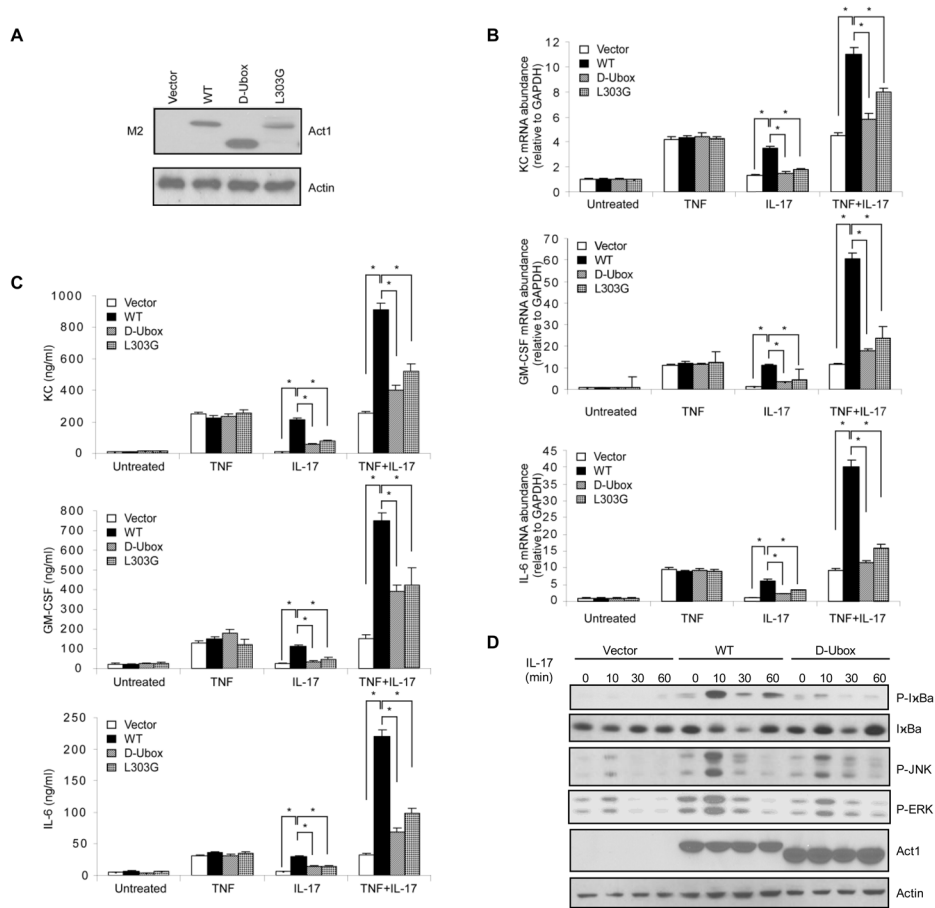 A
Vector
WT
D-Ubox
L303G
M2
Act1
Actin
B
KC mRNA abundance
(relative to GAPDH)
12
10
8
6
4
2
0
Vector
WT
D-Ubox
L303G
* *
*
* *
*
Untreated TNF IL-17 TNF+IL-17
GM-CSF mRNA abundance
(relative to GAPDH)
70
60
50
40
30
20
10
0
Vector
WT
D-Ubox
L303G
* *
*
* *
*
Untreated TNF IL-17 TNF+IL-17
IL-6 mRNA abundance
(relative to GAPDH)
45
40
35
30
25
20
15
10
5
0
Vector
WT
D-Ubox
L303G
* *
*
* *
*
Untreated TNF IL-17 TNF+IL-17
C
KC (ng/ml)
1000
800
600
400
200
0
Vector
WT
D-Ubox
L303G
* *
*
* *
*
Untreated TNF IL-17 TNF+IL-17
GM-CSF (ng/ml)
800
700
600
500
400
300
200
100
0
Vector
WT
D-Ubox
L303G
* *
*
* *
*
Untreated TNF IL-17 TNF+IL-17
IL-6 (ng/ml)
250
200
150
100
50
0
Vector
WT
D-Ubox
L303G
* *
*
* *
*
Untreated TNF IL-17 TNF+IL-17
D
Vector WT D-Ubox
IL-17
(min)
0 10 30 60 0 10 30 60 0 10 30 60
P-IκBa
IκBa
P-JNK
P-ERK
Act1
Actin